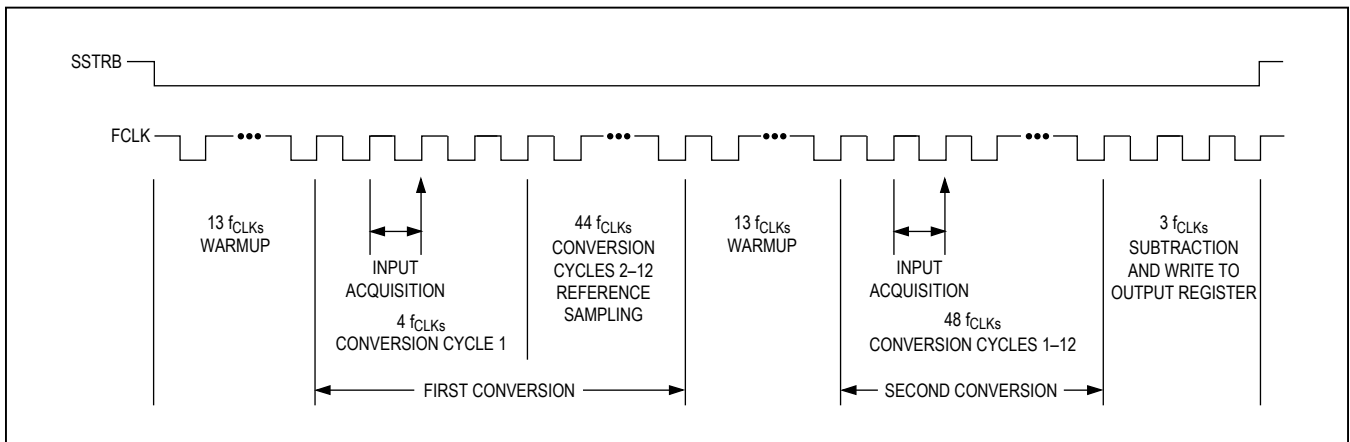 SSTRB
FCLK
13 fCLKs
WARMUP
INPUT
ACQUISITION
4 fCLKs
CONVERSION CYCLE 1
44 fCLKs
CONVERSION
CYCLES 2–12
REFERENCE
SAMPLING
13 fCLKs
WARMUP
INPUT
ACQUISITION
48 fCLKs
CONVERSION CYCLES 1–12
3 fCLKs
SUBTRACTION
AND WRITE TO
OUTPUT REGISTER
FIRST CONVERSION
SECOND CONVERSION